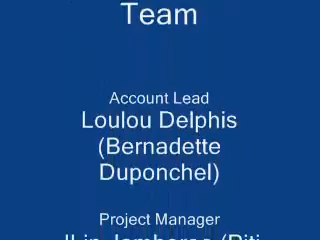 Team
Account Lead
Loulou Delphis
(Bernadette
Duponchel)
Project Manager